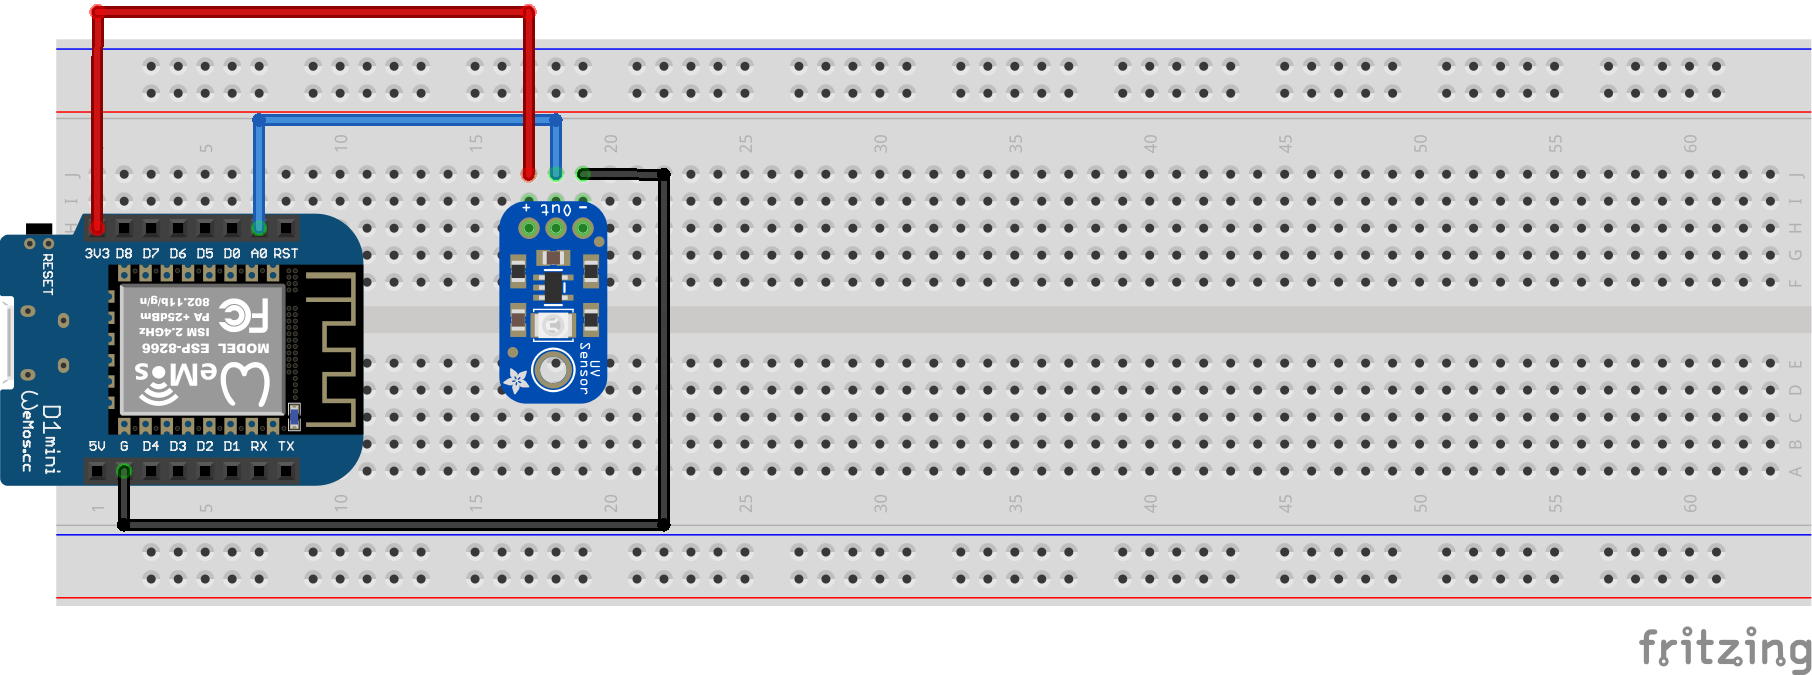 5 10 15 20 25 30 35 40 45 50 55 60
J J
I I
H H
G
F
+ Out -
3V3 D8 D7 D6 D5 D0 A0 RST
RESET
802.11b/g/n
PA +25dBm
ISM 2.4GHz
MODEL ESP-8266
FC
WeMos
UV
Sensor
D1mini
WeMos.cc
5V G D4 D3 D2 D1 RX TX
E
D
C
B
A
1 5 10 15 20 25 30 35 40 45 50 55 60
fritzing